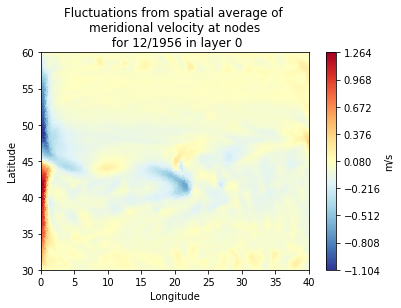 Fluctuations from spatial average of
meridional velocity at nodes
for 12/1956 in layer 0
60
55
50
45
40
35
30
Latitude
0 5 10 15 20 25 30 35 40
Longitude
1.264
0.968
0.672
0.376
0.080
−0.216
−0.512
−0.808
−1.104
m/s